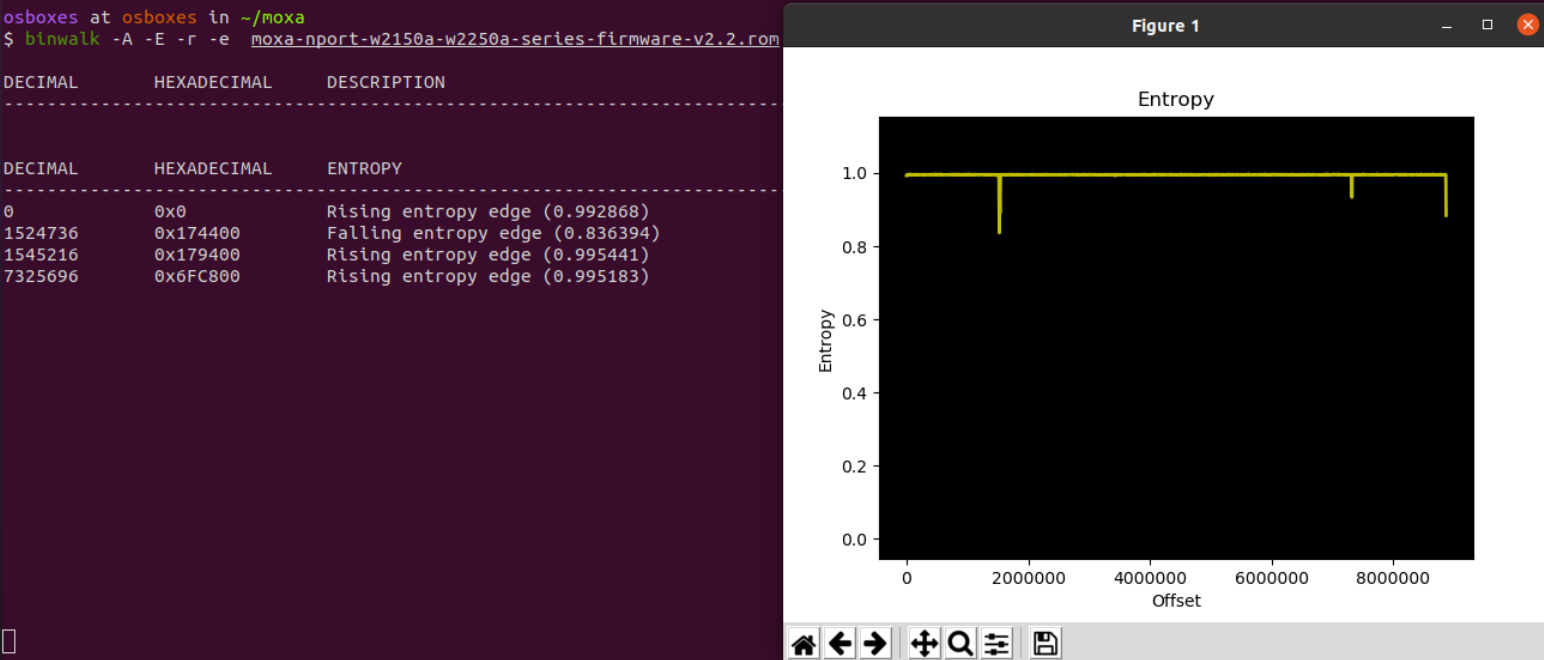 osboxes at osboxes in ~/moxa
$ binwalk -A -E -r -e  moxa-nport-w2150a-w2250a-series-firmware-v2.2.rom
DECIMAL       HEXADECIMAL     DESCRIPTION
--------------------------------------------------------------------------------
DECIMAL       HEXADECIMAL     ENTROPY
--------------------------------------------------------------------------------
0             0x0             Rising entropy edge (0.992868)
1524736       0x174400        Falling entropy edge (0.836394)
1545216       0x179400        Rising entropy edge (0.995441)
7325696       0x6FC800        Rising entropy edge (0.995183)
Figure 1
Entropy
1.0
0.8
0.6
0.4
0.2
0.0
Entropy
0 2000000 4000000 6000000 8000000
Offset